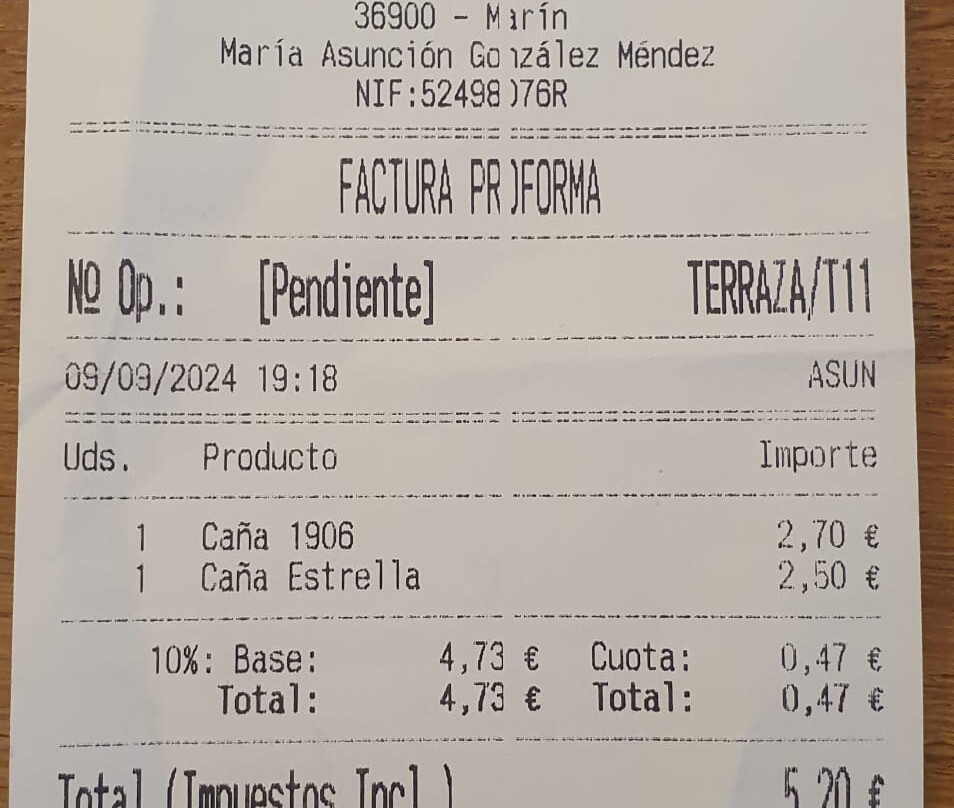 36900 - Marín
María Asunción González Méndez
NIF:52498076R
FACTURA PROFORMA
Nº Op.: [Pendiente] TERRAZA/T11
09/09/2024 19:18 ASUN
Uds. Producto Importe
1 Caña 1906 2,70 €
1 Caña Estrella 2,50 €
10%: Base: 4,73 € Cuota: 0,47 €
Total: 4,73 € Total: 0,47 €
Total (Impuestos Incl.) 5,20 €